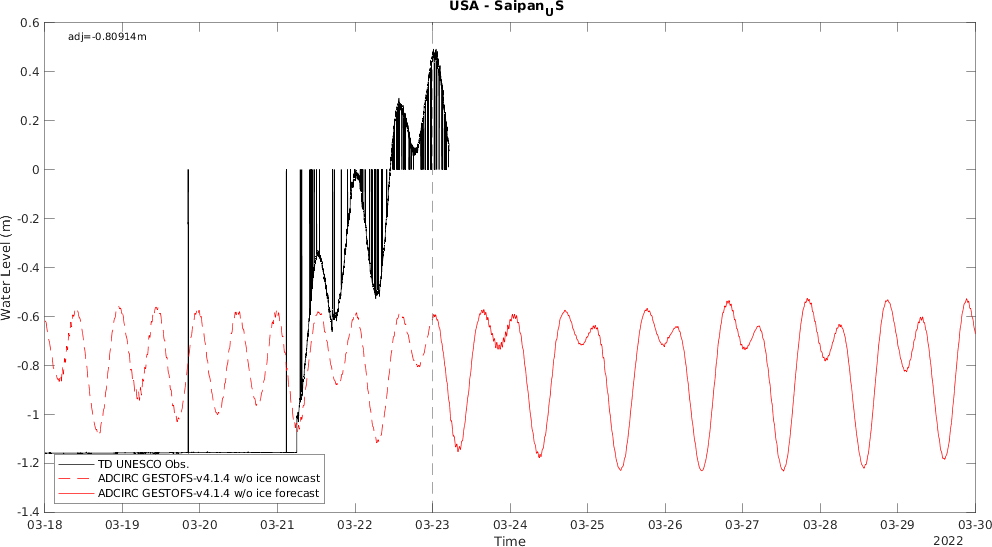 USA - Saipan_US
adj=-0.80914m
0.6
0.4
0.2
0
-0.2
-0.4
-0.6
-0.8
-1
-1.2
-1.4
Water Level (m)
TD UNESCO Obs.
ADCIRC GESTOFS-v4.1.4 w/o ice nowcast
ADCIRC GESTOFS-v4.1.4 w/o ice forecast
03-18 03-19 03-20 03-21 03-22 03-23 03-24 03-25 03-26 03-27 03-28 03-29 03-30
Time
2022